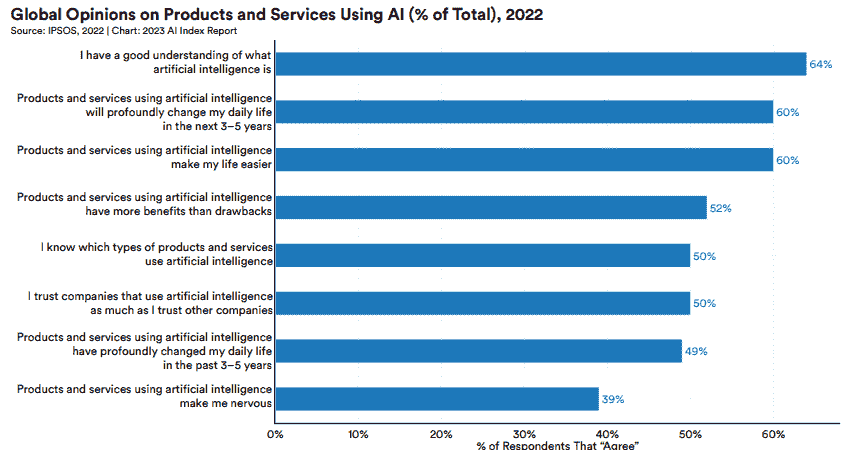 Global Opinions on Products and Services Using AI (% of Total), 2022
Source: IPSOS, 2022 | Chart: 2023 AI Index Report
I have a good understanding of what
artificial intelligence is
64%
Products and services using artificial intelligence
will profoundly change my daily life
in the next 3–5 years
60%
Products and services using artificial intelligence
make my life easier
60%
Products and services using artificial intelligence
have more benefits than drawbacks
52%
I know which types of products and services
use artificial intelligence
50%
I trust companies that use artificial intelligence
as much as I trust other companies
50%
Products and services using artificial intelligence
have profoundly changed my daily life
in the past 3–5 years
49%
Products and services using artificial intelligence
make me nervous
39%
0% 10% 20% 30% 40% 50% 60%
% of Respondents That “Agree”